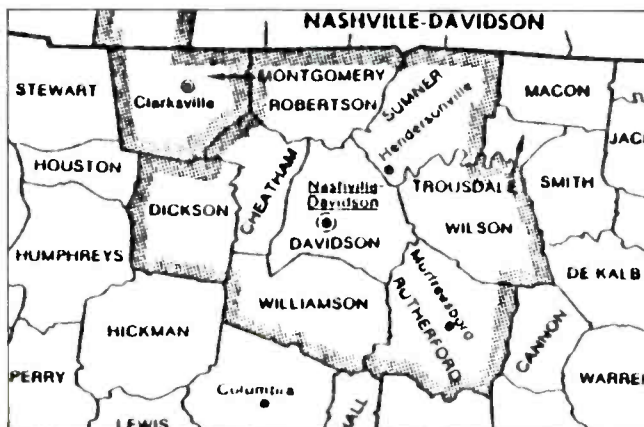 NASHVILLE-DAVIDSON
STEWART
MONTGOMERY
Clarksville
ROBERTSON
SUMNER
Hendersonville
MACON
HOUSTON
CHEATHAM
Nashville-
Davidson
TROUSDALE
SMITH
DICKSON
DAVIDSON
WILSON
HUMPHREYS
DE KALB
WILLIAMSON
RUTHERFORD
HICKMAN
CANNON
PERRY
WARREN
Columbia
LEWIS